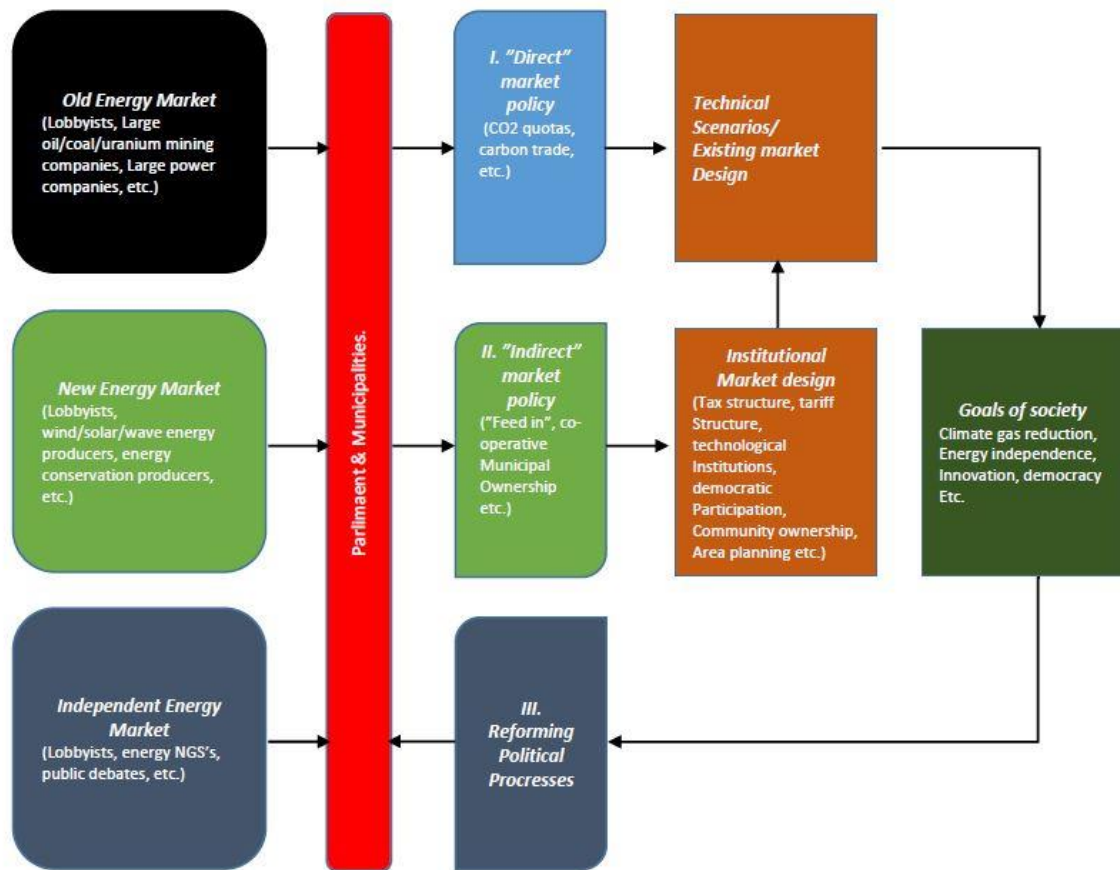 Old Energy Market
(Lobbyists, Large
oil/coal/uranium mining
companies, Large power
companies, etc.)
New Energy Market
(Lobbyists,
wind/solar/wave energy
producers, energy
conservation producers,
etc.)
Independent Energy
Market
(Lobbyists, energy NGS's,
public debates, etc.)
Parlimaent & Municipalities.
I. "Direct"
market
policy
(CO2 quotas,
carbon trade,
etc.)
II. "Indirect"
market
policy
("Feed in", co-
operative
Municipal
Ownership
etc.)
III.
Reforming
Political
Procresses
Technical
Scenarios/
Existing market
Design
Institutional
Market design
(Tax structure, tariff
Structure,
technological
Institutions,
democratic
Participation,
Community ownership,
Area planning etc.)
Goals of society
Climate gas reduction,
Energy independence,
Innovation, democracy
Etc.